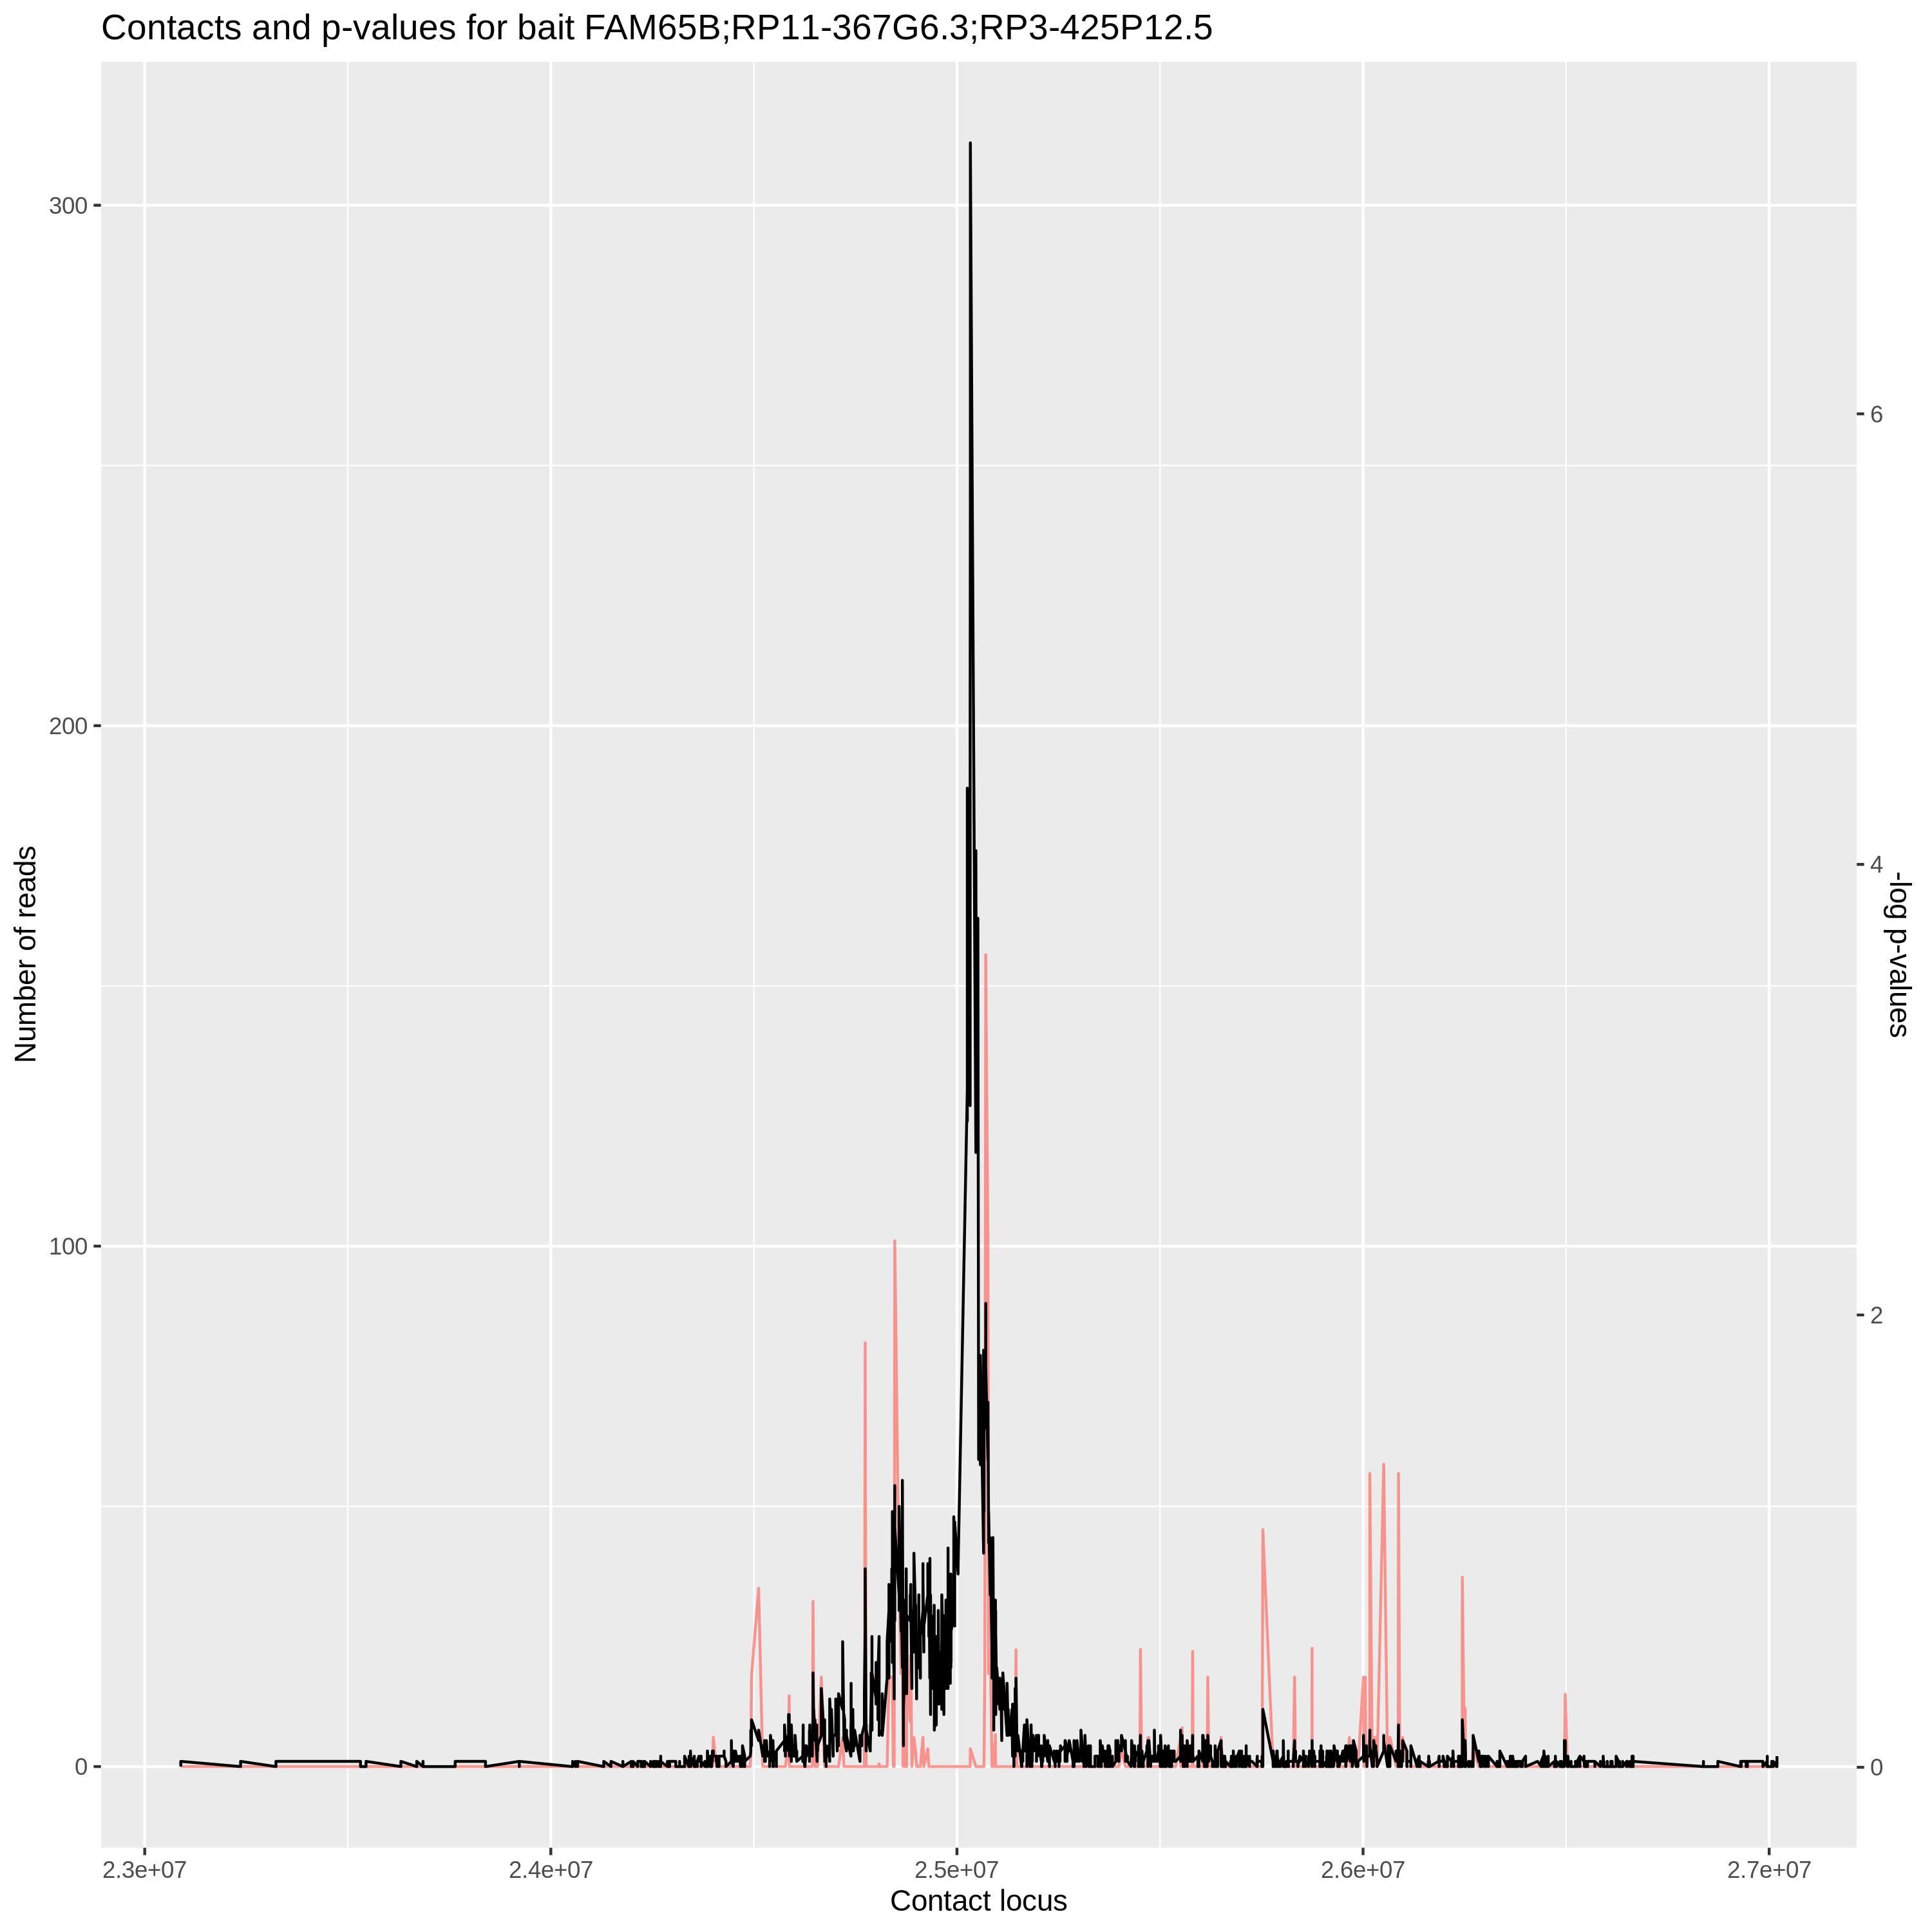 Contacts and p-values for bait FAM65B;RP11-367G6.3;RP3-425P12.5
300
200
100
0
Number of reads
6
4
2
0
-log p-values
2.3e+07
2.4e+07
2.5e+07
2.6e+07
2.7e+07
Contact locus